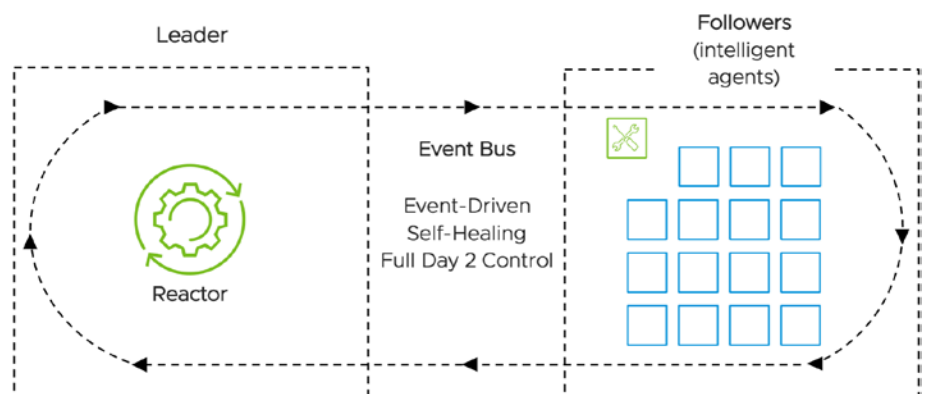 Leader
Followers
(intelligent
agents)
Event Bus
Event-Driven
Self-Healing
Full Day 2 Control
Reactor